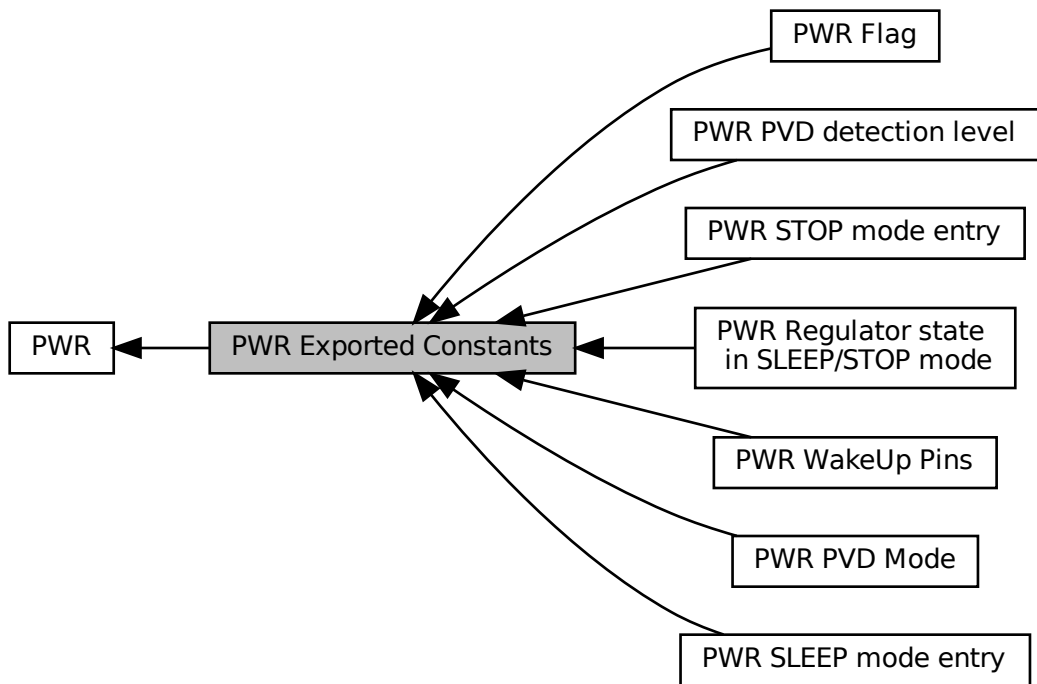 PWR Flag
PWR PVD detection level
PWR STOP mode entry
PWR
PWR Exported Constants
PWR Regulator state
in SLEEP/STOP mode
PWR WakeUp Pins
PWR PVD Mode
PWR SLEEP mode entry